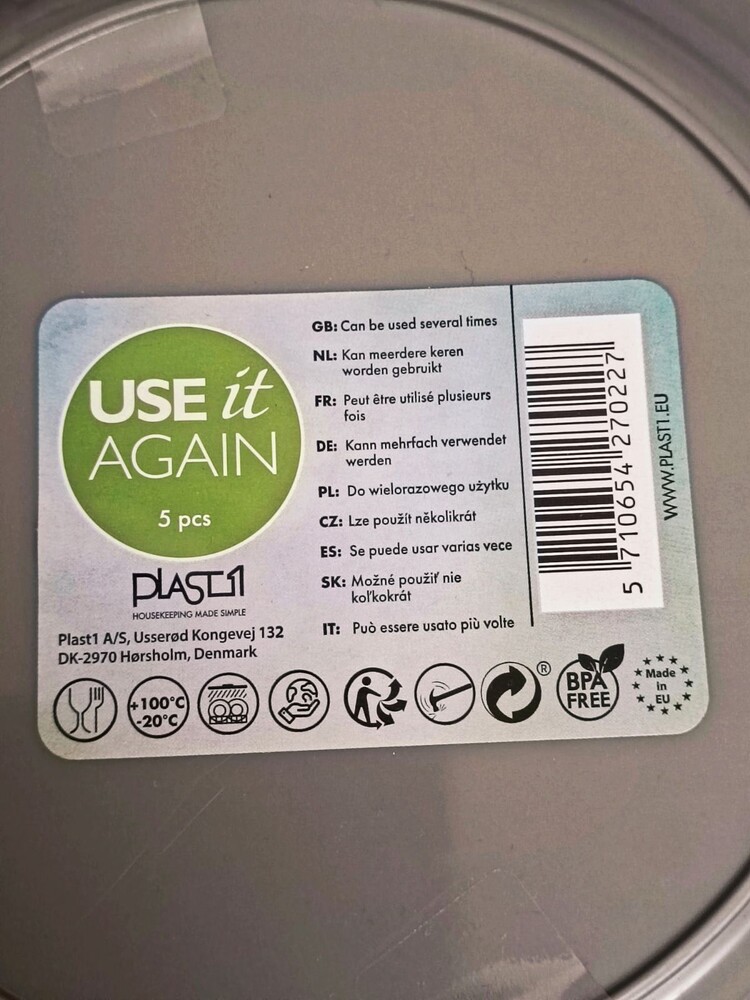 USE it
AGAIN
5 pcs
PLAST1
HOUSEKEEPING MADE SIMPLE
Plast1 A/S, Usserød Kongevej 132
DK-2970 Hørsholm, Denmark
GB: Can be used several times
NL: Kan meerdere keren
worden gebruikt
FR: Peut être utilisé plusieurs
fois
DE: Kann mehrfach verwendet
werden
PL: Do wielorazowego użytku
CZ: Lze použít několikrát
ES: Se puede usar varias vece
SK: Možné použiť nie
koľkokrát
IT: Può essere usato più volte
5 710654 270227
WWW.PLAST1.EU
+100°C
-20°C
®
BPA
FREE
Made
in
EU